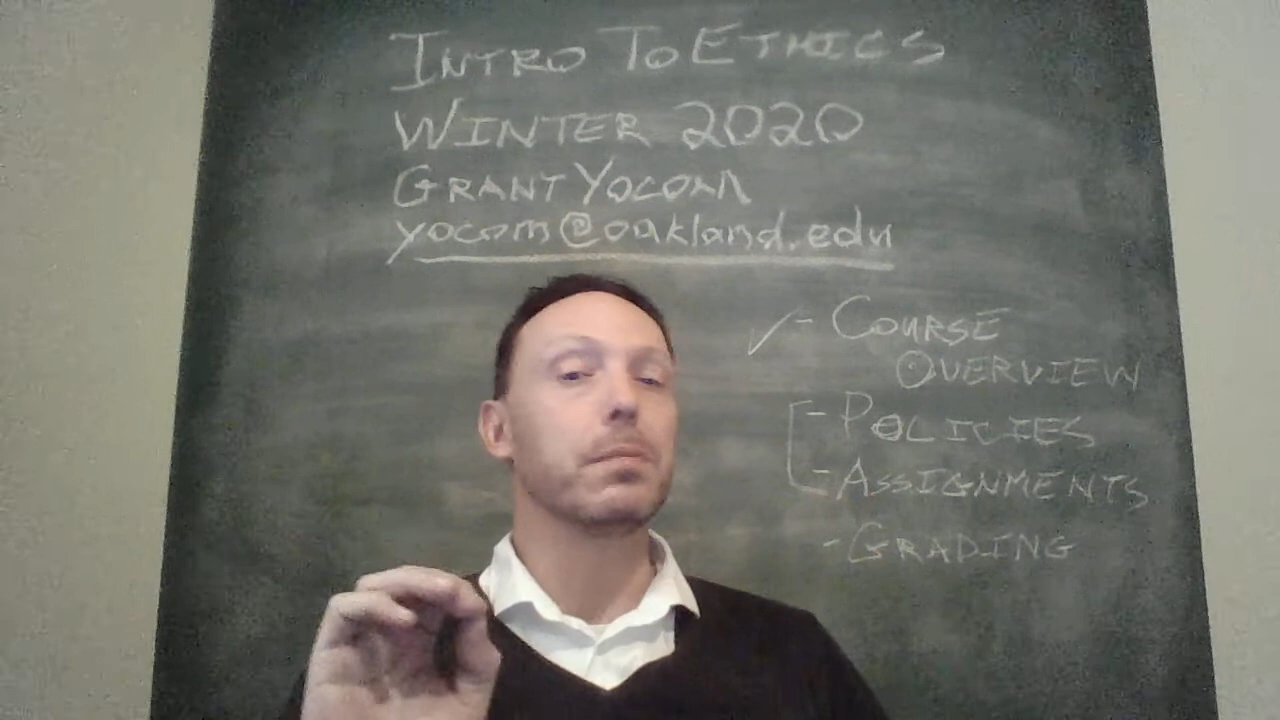 INTRO TO ETHICS
WINTER 2020
GRANT YOCOM
yocom@oakland.edu
✓- COURSE
OVERVIEW
- POLICIES
- ASSIGNMENTS
- GRADING